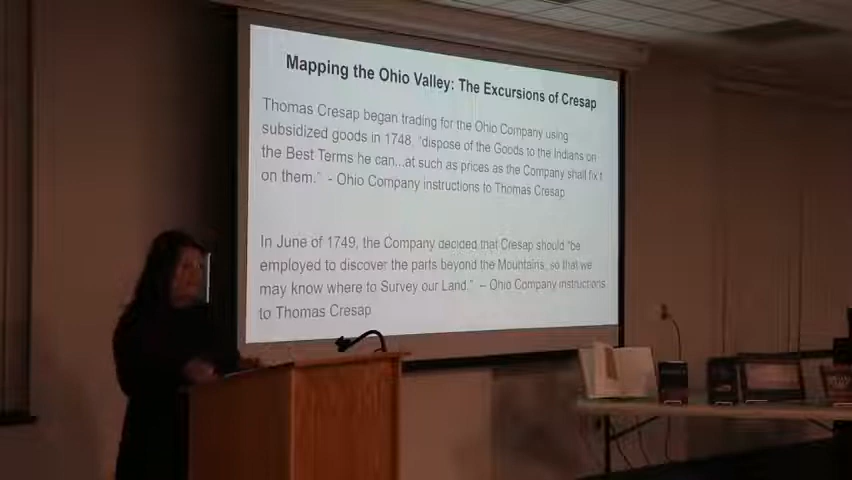 Mapping the Ohio Valley: The Excursions of Cresap
Thomas Cresap began trading for the Ohio Company using
subsidized goods in 1748, "dispose of the Goods to the Indians on
the Best Terms he can...at such as prices as the Company shall fix't
on them." - Ohio Company instructions to Thomas Cresap
In June of 1749, the Company decided that Cresap should "be
employed to discover the parts beyond the Mountains, so that we
may know where to Survey our Land." – Ohio Company instructions
to Thomas Cresap